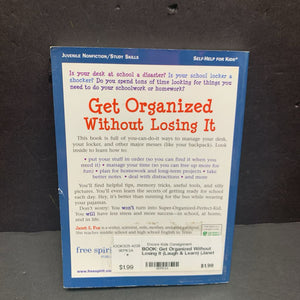 JUVENILE NONFICTION/STUDY SKILLS
SELF-HELP FOR KIDS®
Is your desk at school a disaster? Is your school locker a
shocker? Do you spend tons of time looking for things you
need to do your schoolwork or homework?
Get Organized
Without Losing It
This book is full of you-can-do-it ways to manage your desk,
your locker, and other major messes (like your backpack). Look
inside to learn how to:
• put your stuff in order (so you can find it when you need
it) • manage your time (so you can free up more for
fun) • plan for homework and long-term projects • take
better notes • deal with distractions • and more
You'll find helpful tips, memory tricks, useful tools, and silly
pictures. You'll even learn the secrets of getting ready for school
each day. Hey, it's better than running for the bus while wearing
your pajamas.
Don't worry: You won't turn into Super-Organized-Perfect-Kid.
You will have less stress and more success—in school, at home,
and in life.
Janet S. Fox is a writer, scientist,
free spiri
Encore Kids Consignment
BOOK: Get Organized Without
Losing It (Laugh & Learn) (Janet
$1.99
$1.99
www.freespirit.com